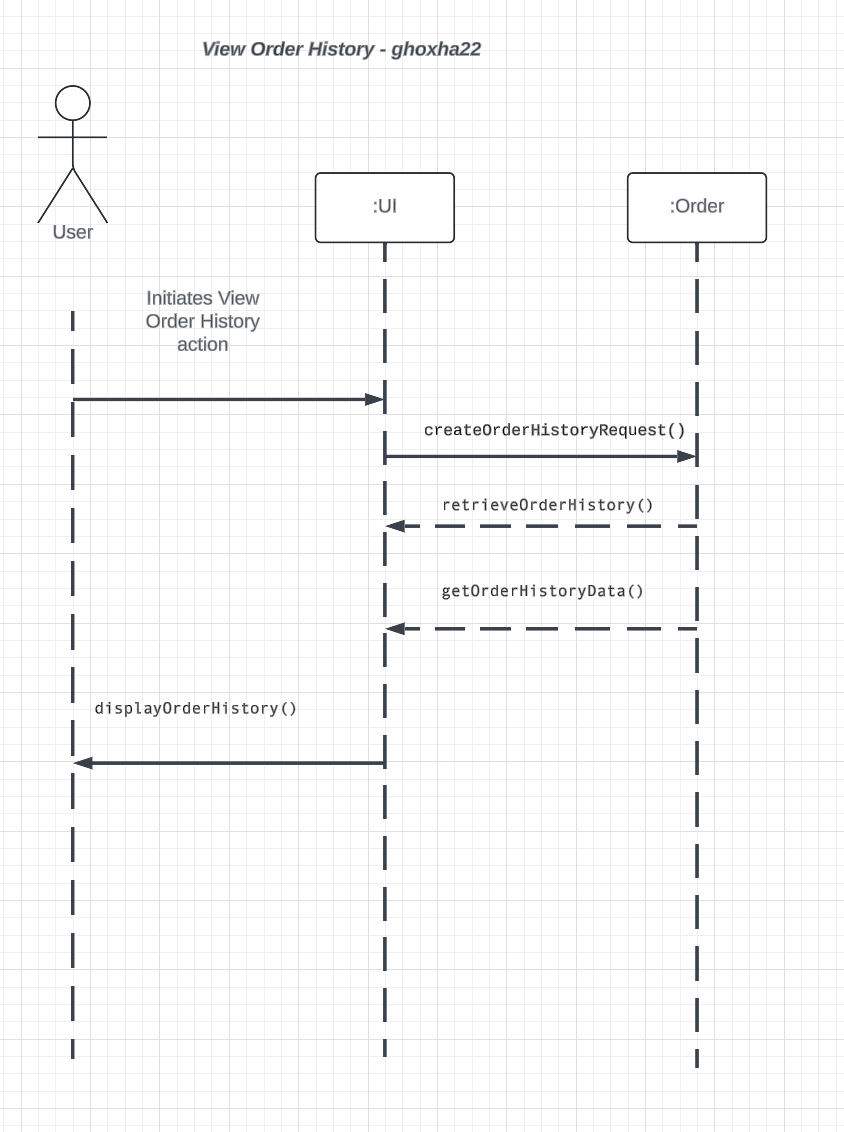 View Order History - ghoxha22
User
:UI
:Order
Initiates View
Order History
action
createOrderHistoryRequest()
retrieveOrderHistory()
getOrderHistoryData()
displayOrderHistory()